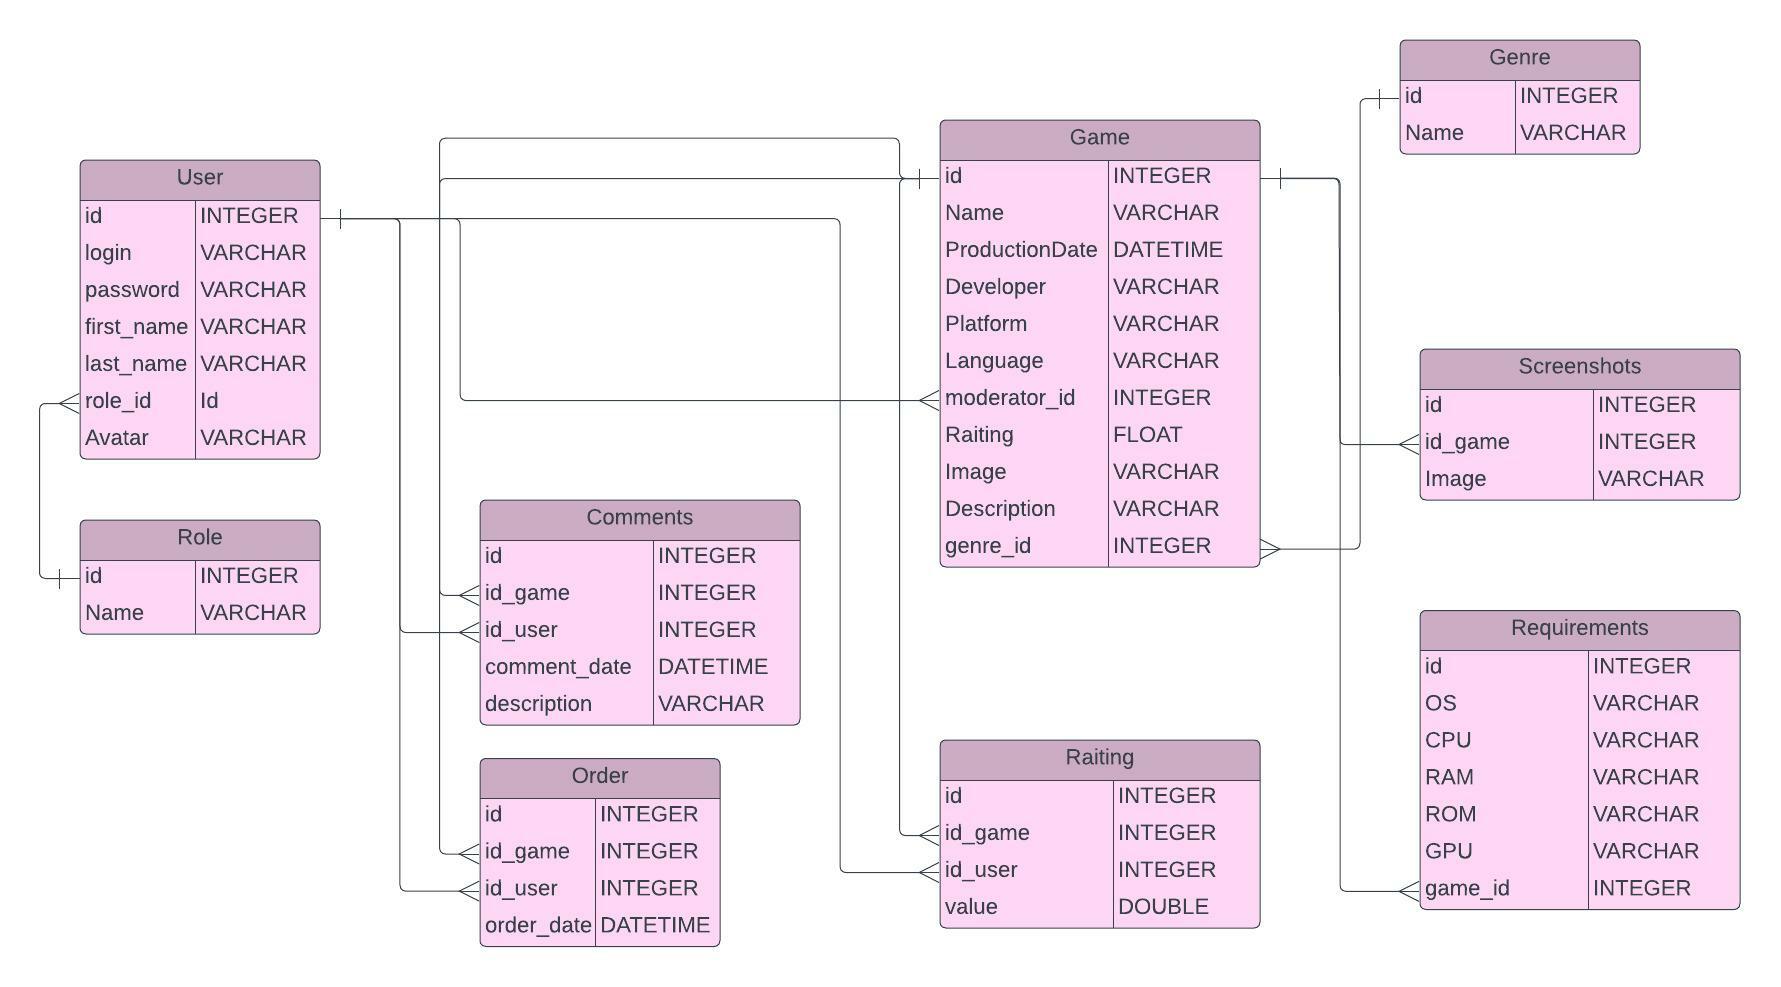 User
id INTEGER
login VARCHAR
password VARCHAR
first_name VARCHAR
last_name VARCHAR
role_id Id
Avatar VARCHAR
Role
id INTEGER
Name VARCHAR
Comments
id INTEGER
id_game INTEGER
id_user INTEGER
comment_date DATETIME
description VARCHAR
Order
id INTEGER
id_game INTEGER
id_user INTEGER
order_date DATETIME
Game
id INTEGER
Name VARCHAR
ProductionDate DATETIME
Developer VARCHAR
Platform VARCHAR
Language VARCHAR
moderator_id INTEGER
Raiting FLOAT
Image VARCHAR
Description VARCHAR
genre_id INTEGER
Raiting
id INTEGER
id_game INTEGER
id_user INTEGER
value DOUBLE
Genre
id INTEGER
Name VARCHAR
Screenshots
id INTEGER
id_game INTEGER
Image VARCHAR
Requirements
id INTEGER
OS VARCHAR
CPU VARCHAR
RAM VARCHAR
ROM VARCHAR
GPU VARCHAR
game_id INTEGER